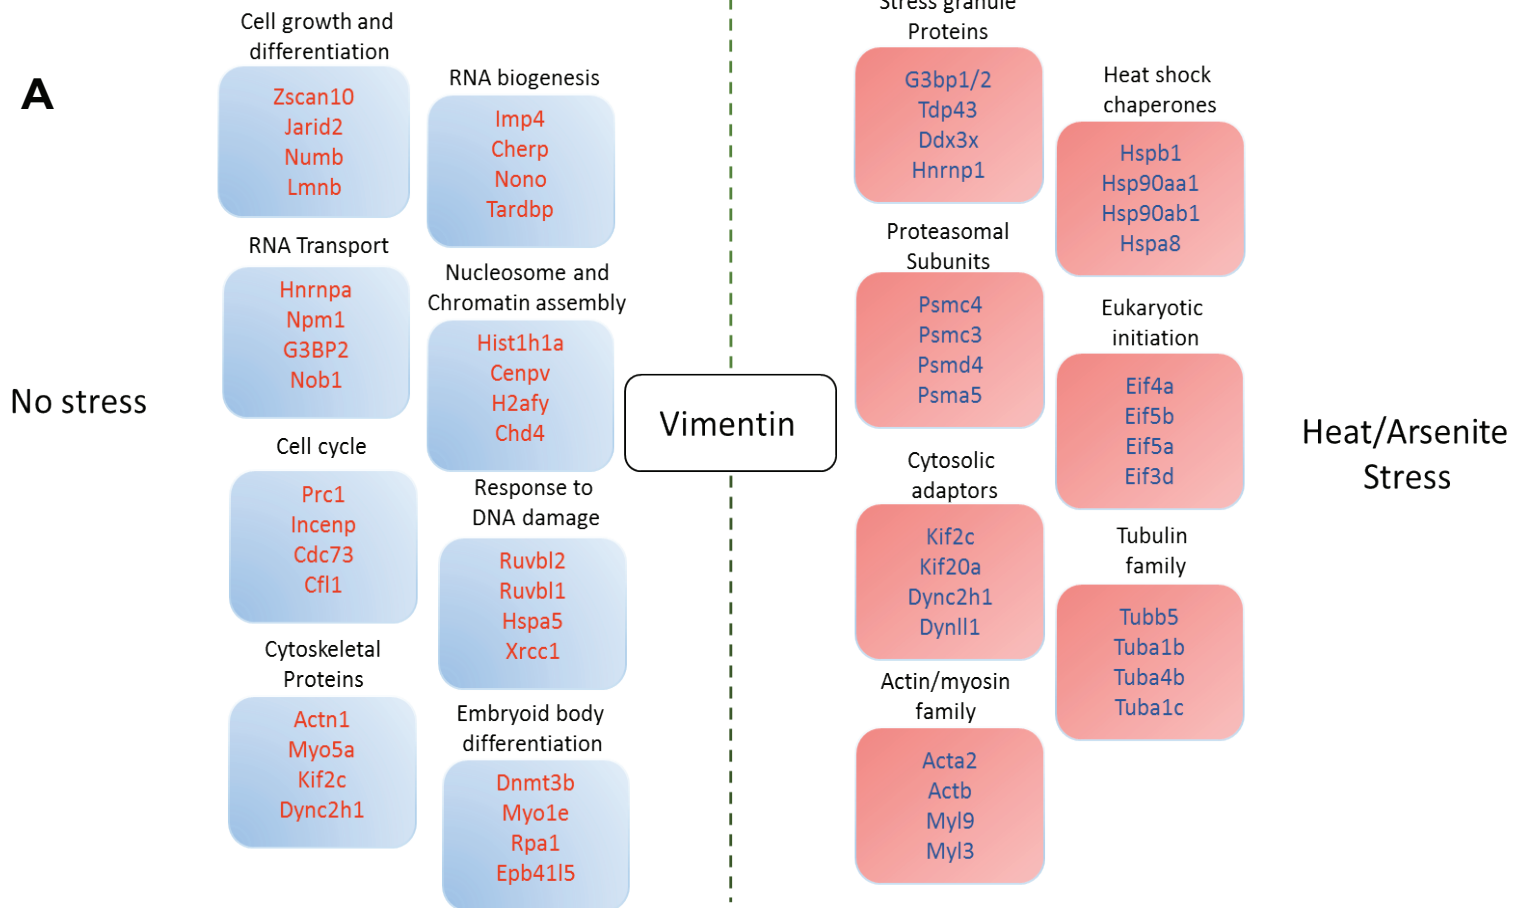 A
No stress
Cell growth and
differentiation
Zscan10
Jarid2
Numb
Lmnb
RNA biogenesis
Imp4
Cherp
Nono
Tardbp
RNA Transport
Hnrnpa
Npm1
G3BP2
Nob1
Nucleosome and
Chromatin assembly
Hist1h1a
Cenpv
H2afy
Chd4
Cell cycle
Prc1
Incenp
Cdc73
Cfl1
Response to
DNA damage
Ruvbl2
Ruvbl1
Hspa5
Xrcc1
Cytoskeletal
Proteins
Actn1
Myo5a
Kif2c
Dync2h1
Embryoid body
differentiation
Dnmt3b
Myo1e
Rpa1
Epb41l5
Vimentin
Stress granule
Proteins
G3bp1/2
Tdp43
Ddx3x
Hnrnp1
Heat shock
chaperones
Hspb1
Hsp90aa1
Hsp90ab1
Hspa8
Proteasomal
Subunits
Psmc4
Psmc3
Psmd4
Psma5
Eukaryotic
initiation
Eif4a
Eif5b
Eif5a
Eif3d
Cytosolic
adaptors
Kif2c
Kif20a
Dync2h1
Dynll1
Tubulin
family
Tubb5
Tuba1b
Tuba4b
Tuba1c
Actin/myosin
family
Acta2
Actb
Myl9
Myl3
Heat/Arsenite
Stress